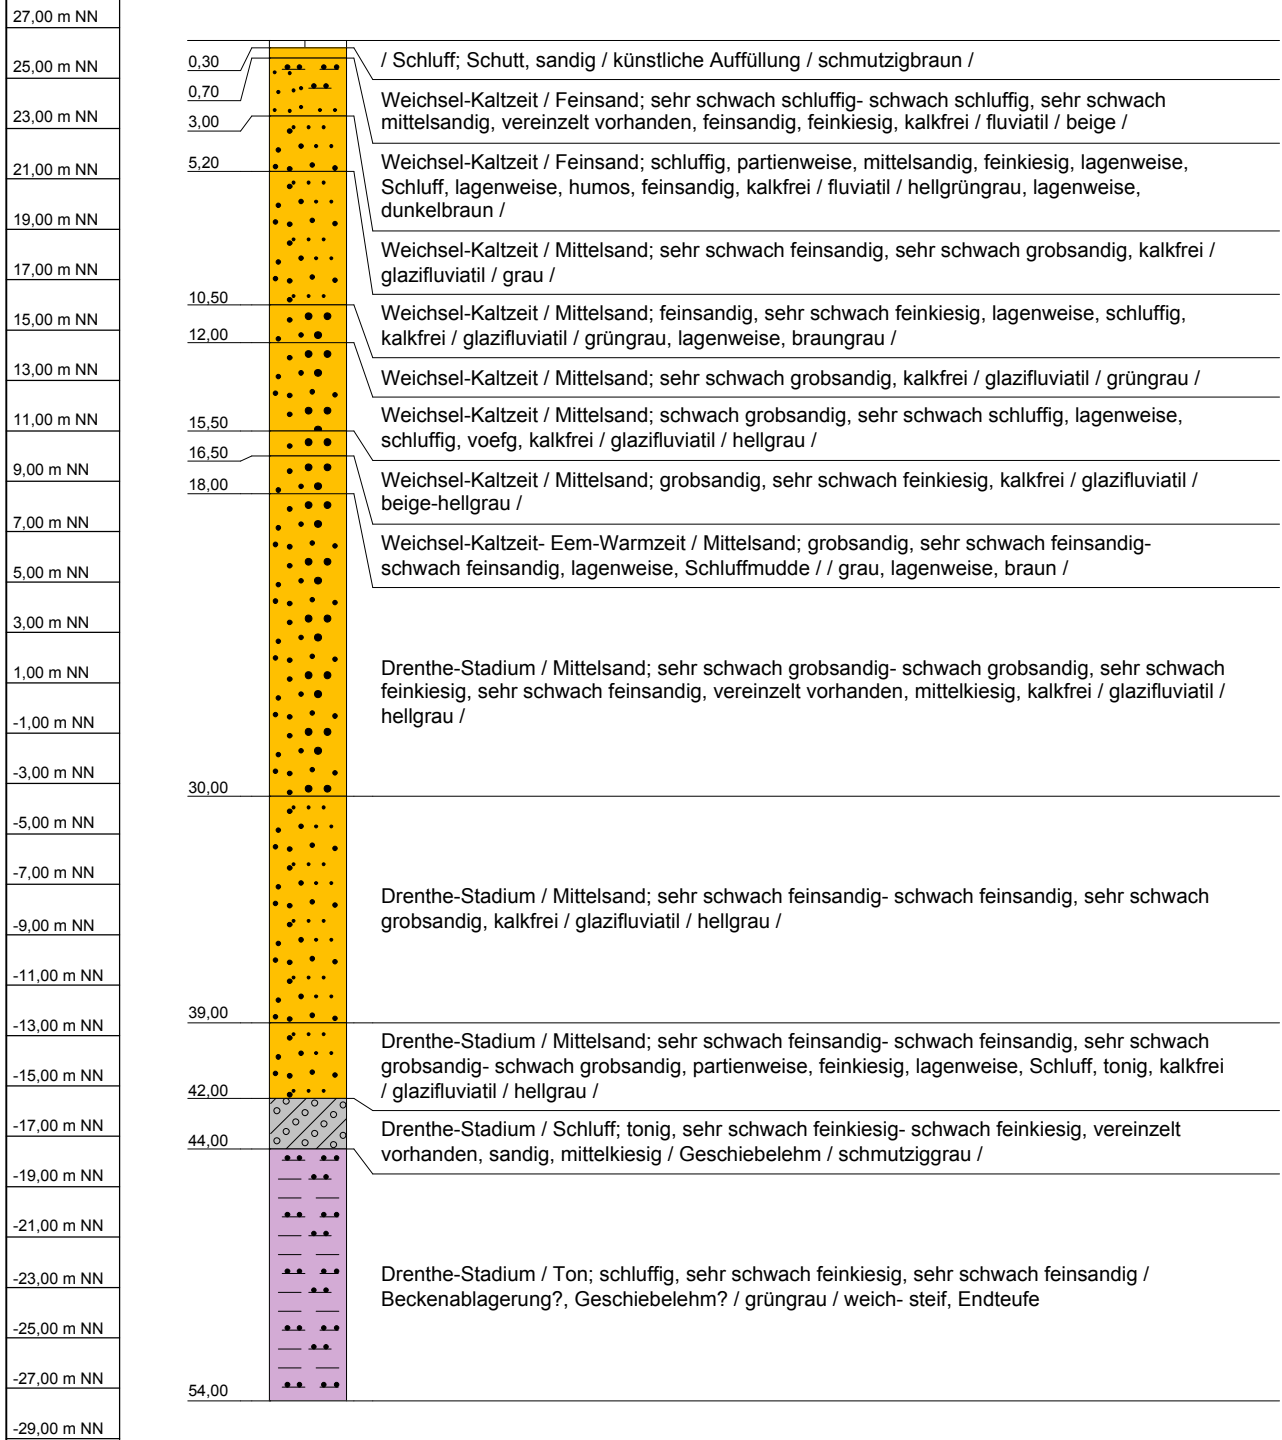 27,00 m NN
25,00 m NN
23,00 m NN
21,00 m NN
19,00 m NN
17,00 m NN
15,00 m NN
13,00 m NN
11,00 m NN
9,00 m NN
7,00 m NN
5,00 m NN
3,00 m NN
1,00 m NN
-1,00 m NN
-3,00 m NN
-5,00 m NN
-7,00 m NN
-9,00 m NN
-11,00 m NN
-13,00 m NN
-15,00 m NN
-17,00 m NN
-19,00 m NN
-21,00 m NN
-23,00 m NN
-25,00 m NN
-27,00 m NN
-29,00 m NN
0,30
0,70
3,00
5,20
10,50
12,00
15,50
16,50
18,00
30,00
39,00
42,00
44,00
54,00
/ Schluff; Schutt, sandig / künstliche Auffüllung / schmutzigbraun /
Weichsel-Kaltzeit / Feinsand; sehr schwach schluffig- schwach schluffig, sehr schwach
mittelsandig, vereinzelt vorhanden, feinsandig, feinkiesig, kalkfrei / fluviatil / beige /
Weichsel-Kaltzeit / Feinsand; schluffig, partienweise, mittelsandig, feinkiesig, lagenweise,
Schluff, lagenweise, humos, feinsandig, kalkfrei / fluviatil / hellgrüngrau, lagenweise,
dunkelbraun /
Weichsel-Kaltzeit / Mittelsand; sehr schwach feinsandig, sehr schwach grobsandig, kalkfrei /
glazifluviatil / grau /
Weichsel-Kaltzeit / Mittelsand; feinsandig, sehr schwach feinkiesig, lagenweise, schluffig,
kalkfrei / glazifluviatil / grüngrau, lagenweise, braungrau /
Weichsel-Kaltzeit / Mittelsand; sehr schwach grobsandig, kalkfrei / glazifluviatil / grüngrau /
Weichsel-Kaltzeit / Mittelsand; schwach grobsandig, sehr schwach schluffig, lagenweise,
schluffig, voefg, kalkfrei / glazifluviatil / hellgrau /
Weichsel-Kaltzeit / Mittelsand; grobsandig, sehr schwach feinkiesig, kalkfrei / glazifluviatil /
beige-hellgrau /
Weichsel-Kaltzeit- Eem-Warmzeit / Mittelsand; grobsandig, sehr schwach feinsandig-
schwach feinsandig, lagenweise, Schluffmudde / / grau, lagenweise, braun /
Drenthe-Stadium / Mittelsand; sehr schwach grobsandig- schwach grobsandig, sehr schwach
feinkiesig, sehr schwach feinsandig, vereinzelt vorhanden, mittelkiesig, kalkfrei / glazifluviatil /
hellgrau /
Drenthe-Stadium / Mittelsand; sehr schwach feinsandig- schwach feinsandig, sehr schwach
grobsandig, kalkfrei / glazifluviatil / hellgrau /
Drenthe-Stadium / Mittelsand; sehr schwach feinsandig- schwach feinsandig, sehr schwach
grobsandig- schwach grobsandig, partienweise, feinkiesig, lagenweise, Schluff, tonig, kalkfrei
/ glazifluviatil / hellgrau /
Drenthe-Stadium / Schluff; tonig, sehr schwach feinkiesig- schwach feinkiesig, vereinzelt
vorhanden, sandig, mittelkiesig / Geschiebelehm / schmutziggrau /
Drenthe-Stadium / Ton; schluffig, sehr schwach feinkiesig, sehr schwach feinsandig /
Beckenablagerung?, Geschiebelehm? / grüngrau / weich- steif, Endteufe